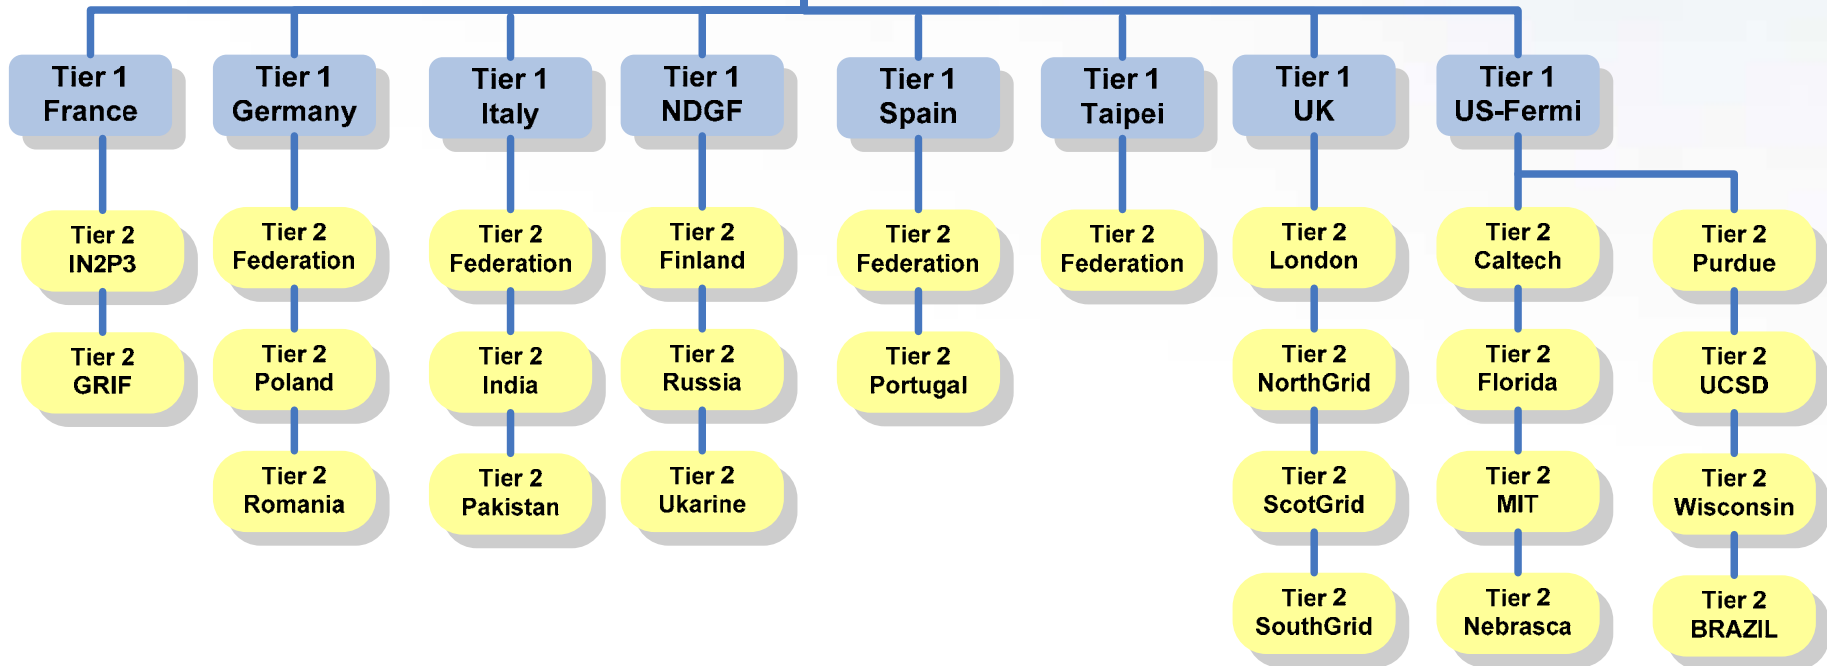 Tier 1
France
Tier 1
Germany
Tier 1
Italy
Tier 1
NDGF
Tier 1
Spain
Tier 1
Taipei
Tier 1
UK
Tier 1
US-Fermi
Tier 2
IN2P3
Tier 2
Federation
Tier 2
Federation
Tier 2
Finland
Tier 2
Federation
Tier 2
Federation
Tier 2
London
Tier 2
Caltech
Tier 2
Purdue
Tier 2
GRIF
Tier 2
Poland
Tier 2
India
Tier 2
Russia
Tier 2
Portugal
Tier 2
NorthGrid
Tier 2
Florida
Tier 2
UCSD
Tier 2
Romania
Tier 2
Pakistan
Tier 2
Ukarine
Tier 2
ScotGrid
Tier 2
MIT
Tier 2
Wisconsin
Tier 2
SouthGrid
Tier 2
Nebrasca
Tier 2
BRAZIL